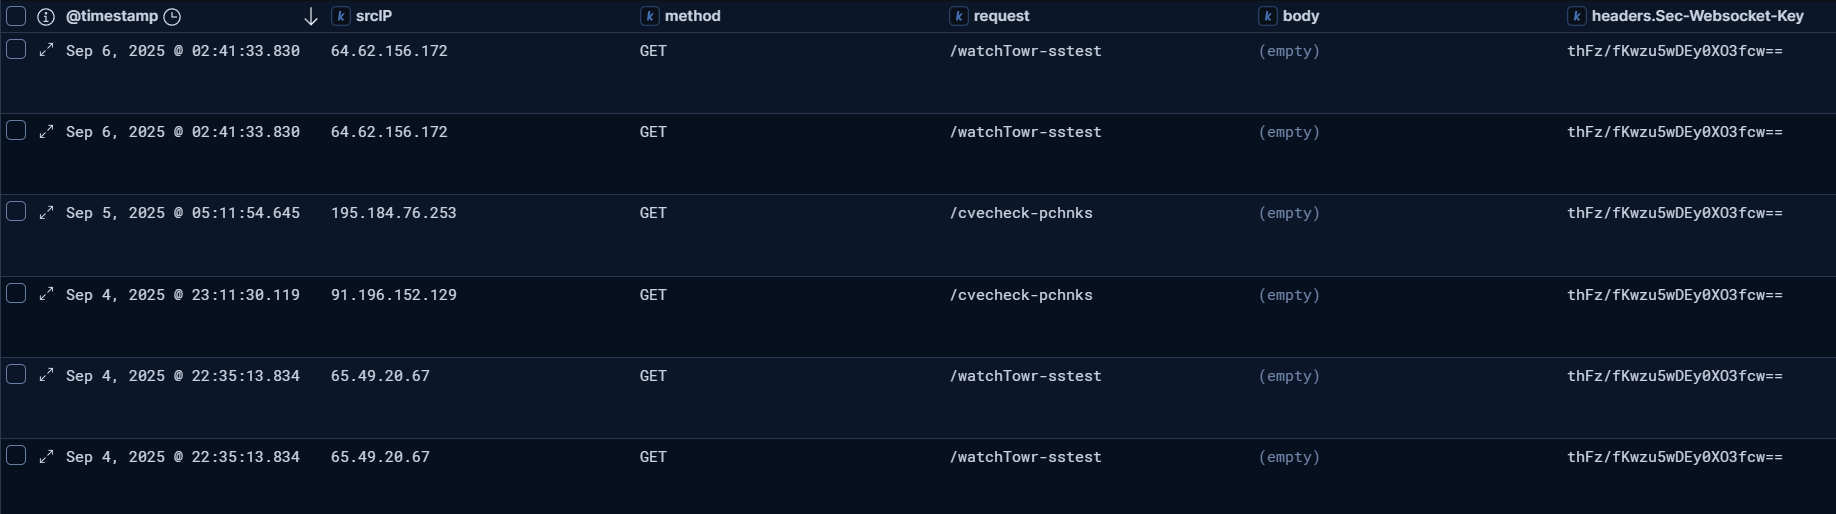 @timestamp k srcIP k method k request k body k headers.Sec-Websocket-Key
Sep 6, 2025 @ 02:41:33.830 64.62.156.172 GET /watchTowr-sstest (empty) thFz/fKwzu5wDEy0XO3fcw==
Sep 6, 2025 @ 02:41:33.830 64.62.156.172 GET /watchTowr-sstest (empty) thFz/fKwzu5wDEy0XO3fcw==
Sep 5, 2025 @ 05:11:54.645 195.184.76.253 GET /cvecheck-pchnks (empty) thFz/fKwzu5wDEy0XO3fcw==
Sep 4, 2025 @ 23:11:30.119 91.196.152.129 GET /cvecheck-pchnks (empty) thFz/fKwzu5wDEy0XO3fcw==
Sep 4, 2025 @ 22:35:13.834 65.49.20.67 GET /watchTowr-sstest (empty) thFz/fKwzu5wDEy0XO3fcw==
Sep 4, 2025 @ 22:35:13.834 65.49.20.67 GET /watchTowr-sstest (empty) thFz/fKwzu5wDEy0XO3fcw==